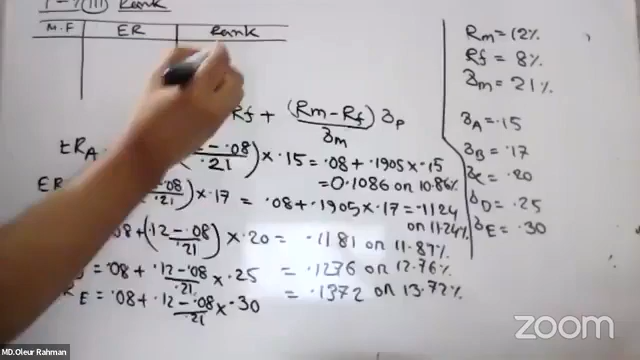 (iii) Rank
M.F ER Rank
Rf + (Rm - Rf) / σm σp
ERA .08 / .21) × .15 = .08 + .1905 × .15
= 0.1086 or 10.86%
ER .08 / .21) × .17 = .08 + .1905 × .17 = .1124
or 11.24%
.08 + (.12 - .08 / .21) × .20 = .1181 or 11.81%
= .08 + .12 - .08 / .21 × .25 = .1276 or 12.76%
RE = .08 + .12 - .08 / .21 × .30 = .1372 or 13.72%
Rm = 12%
Rf = 8%
σm = 21%
σA = .15
σB = .17
σC = .20
σD = .25
σE = .30
zoom
MD.Oleur Rahman